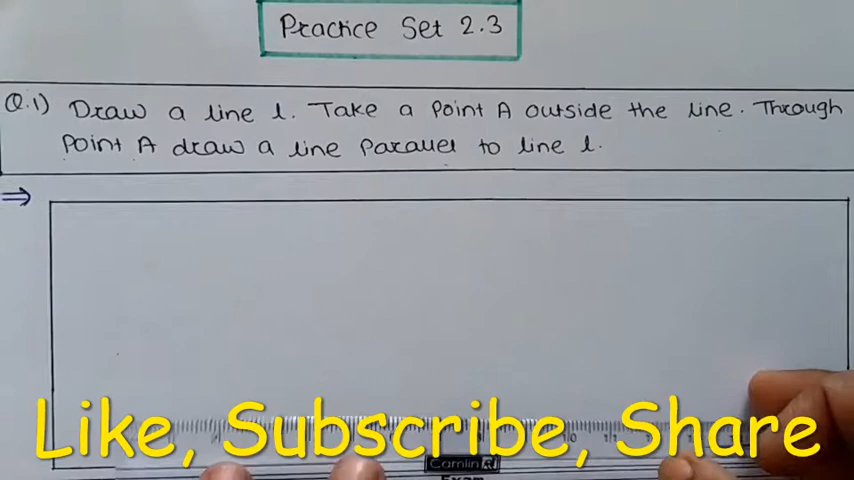 Practice Set 2.3
Q.1) Draw a line l. Take a point A outside the line. Through
point A draw a line parallel to line l.
⇒
Like, Subscribe, Share
Camlin
Exam